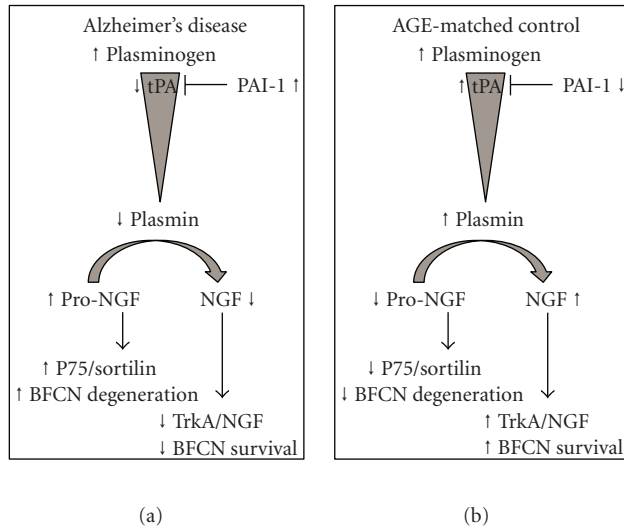 Alzheimer's disease
↑ Plasminogen
↓ tPA
PAI-1 ↑
↓ Plasmin
↑ Pro-NGF
NGF ↓
↑ P75/sortilin
↑ BFCN degeneration
↓ TrkA/NGF
↓ BFCN survival
(a)
AGE-matched control
↑ Plasminogen
↑ tPA
PAI-1 ↓
↑ Plasmin
↓ Pro-NGF
NGF ↑
↓ P75/sortilin
↓ BFCN degeneration
↑ TrkA/NGF
↑ BFCN survival
(b)